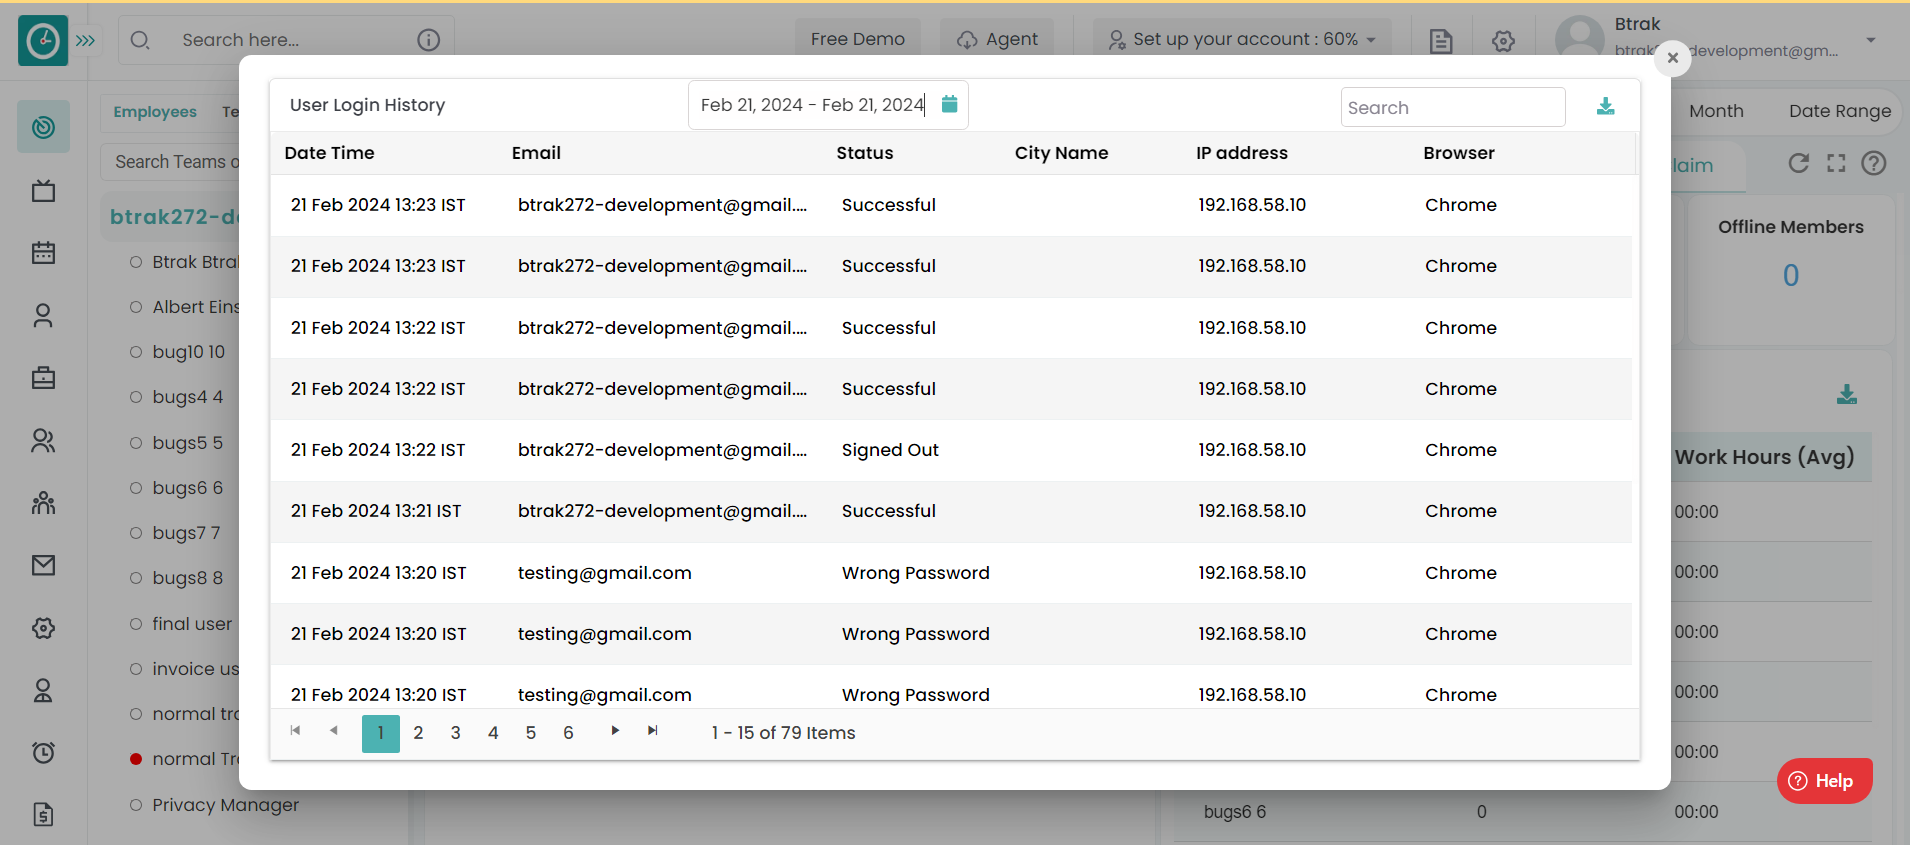 Search here...
Free Demo
Agent
Set up your account : 60%
Btrak
development@gm...
Employees
Month
Date Range
Search Teams
btrak272-d
Btrak
Albert
bug10 10
bugs4 4
bugs5 5
bugs6 6
bugs7 7
bugs8 8
final user
invoice
normal
normal
Privacy Manager
User Login History
Feb 21, 2024 - Feb 21, 2024
Search
Date Time Email Status City Name IP address Browser
21 Feb 2024 13:23 IST btrak272-development@gmail.... Successful 192.168.58.10 Chrome
21 Feb 2024 13:23 IST btrak272-development@gmail.... Successful 192.168.58.10 Chrome
21 Feb 2024 13:22 IST btrak272-development@gmail.... Successful 192.168.58.10 Chrome
21 Feb 2024 13:22 IST btrak272-development@gmail.... Successful 192.168.58.10 Chrome
21 Feb 2024 13:22 IST btrak272-development@gmail.... Signed Out 192.168.58.10 Chrome
21 Feb 2024 13:21 IST btrak272-development@gmail.... Successful 192.168.58.10 Chrome
21 Feb 2024 13:20 IST testing@gmail.com Wrong Password 192.168.58.10 Chrome
21 Feb 2024 13:20 IST testing@gmail.com Wrong Password 192.168.58.10 Chrome
21 Feb 2024 13:20 IST testing@gmail.com Wrong Password 192.168.58.10 Chrome
1 2 3 4 5 6 1 - 15 of 79 Items
laim
Offline Members
0
Work Hours (Avg)
00:00
00:00
00:00
00:00
00:00
bugs6 6 0 00:00
Help